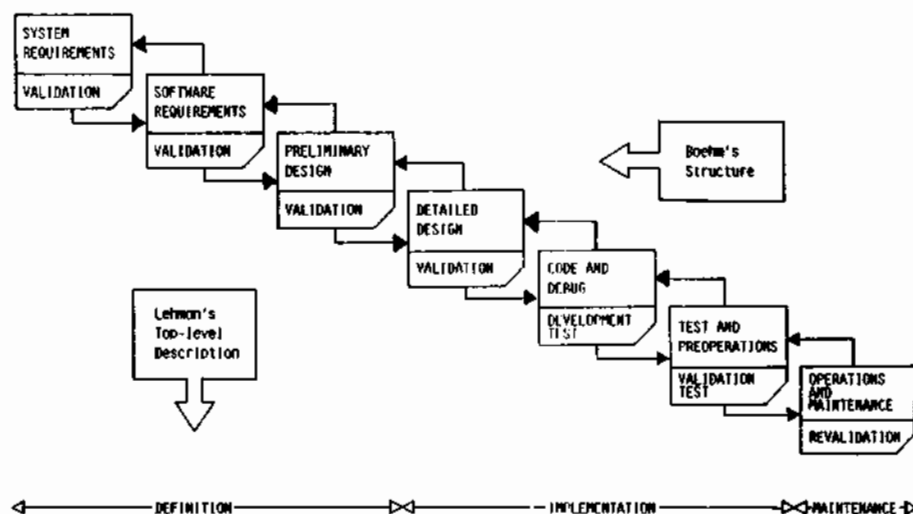 SYSTEM
REQUIREMENTS
VALIDATION
SOFTWARE
REQUIREMENTS
VALIDATION
PRELIMINARY
DESIGN
VALIDATION
Boehm's
Structure
DETAILED
DESIGN
VALIDATION
CODE AND
DEBUG
DEVELOPMENT
TEST
Lehman's
Top-level
Description
TEST AND
PREOPERATIONS
VALIDATION
TEST
OPERATIONS
AND
MAINTENANCE
REVALIDATION
DEFINITION
IMPLEMENTATION
MAINTENANCE